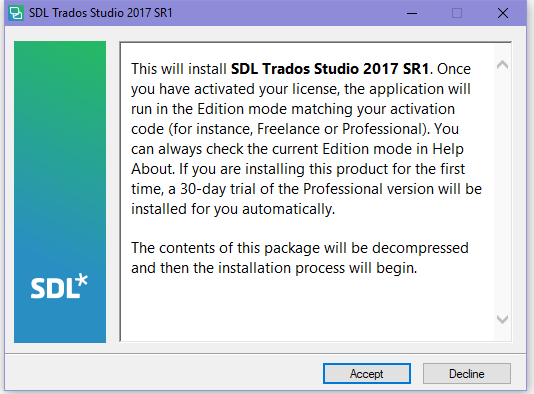 SDL Trados Studio 2017 SR1
This will install SDL Trados Studio 2017 SR1. Once
you have activated your license, the application will
run in the Edition mode matching your activation
code (for instance, Freelance or Professional). You
can always check the current Edition mode in Help
About. If you are installing this product for the first
time, a 30-day trial of the Professional version will be
installed for you automatically.
The contents of this package will be decompressed
and then the installation process will begin.
SDL*
Accept
Decline